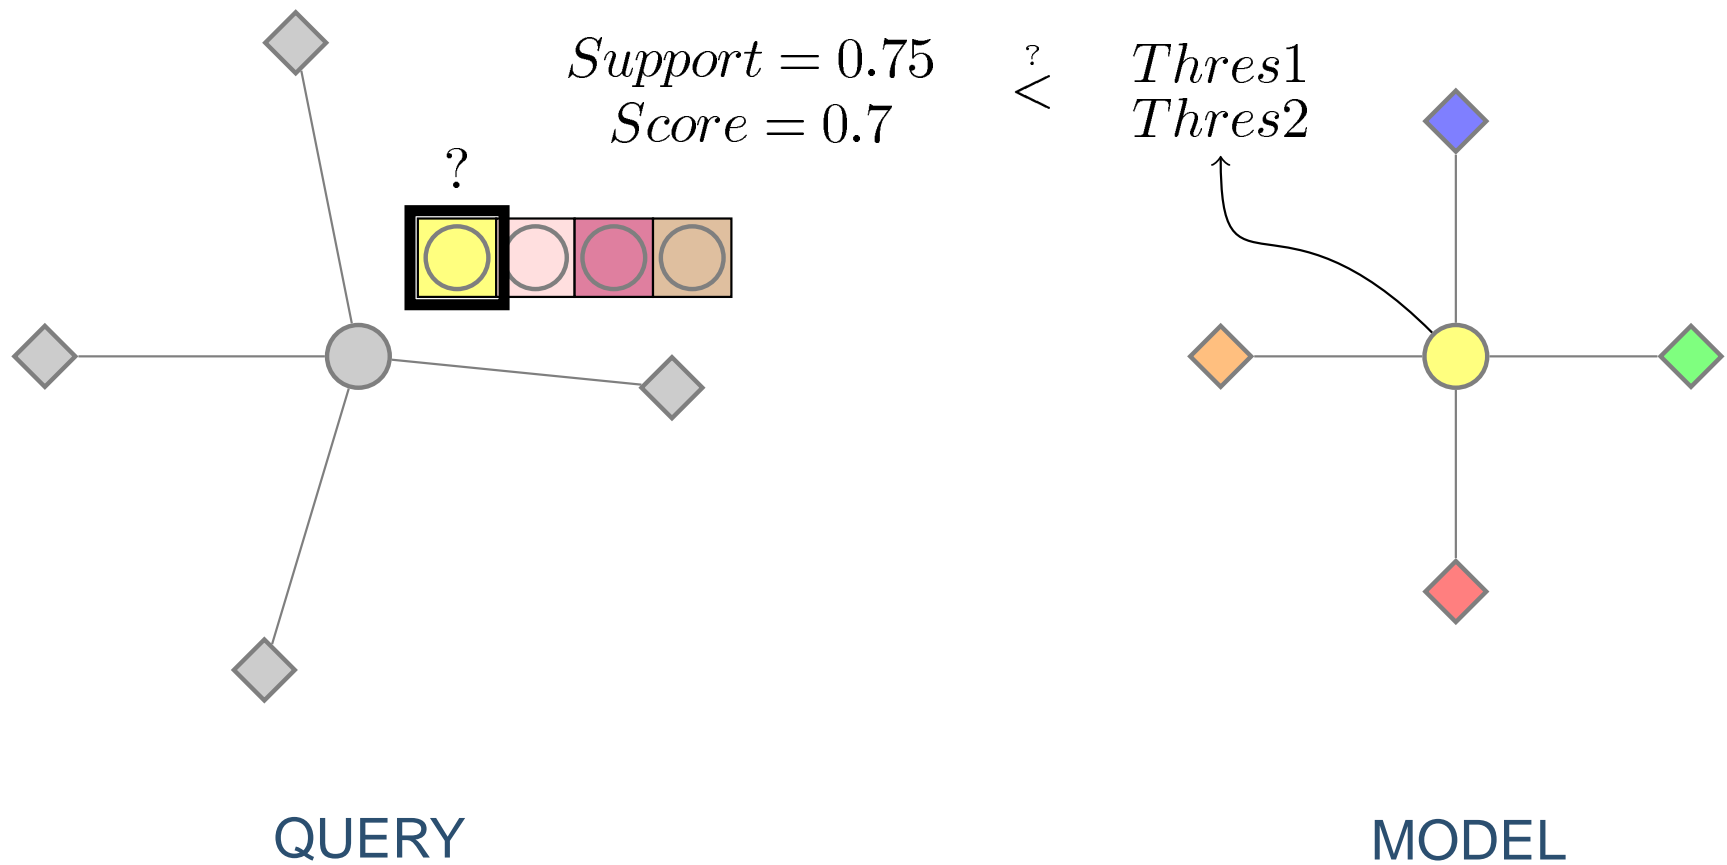 Support = 0.75
Score = 0.7
?
<
Thres1
Thres2
?
QUERY
MODEL